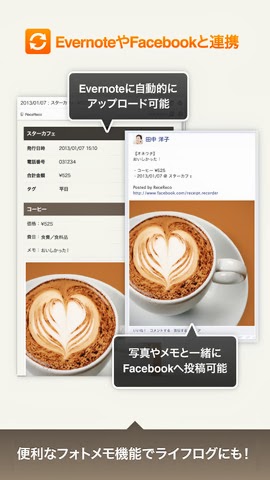 EvernoteやFacebookと連携
Evernoteに自動的に
アップロード可能
2013/01/07 : スターカフェ
ReceReco
スターカフェ
発行日時 2013/01/07 15:10
電話番号 031234
合計金額 ¥525
タグ 平日
コーヒー
価格：¥525
費目：食費／食料品
メモ：おいしかった！
田中 洋子
【オススメ】
おいしかった！
- コーヒー ¥525
- 2013/01/07 @ スターカフェ
Posted by ReceReco
http://www.facebook.com/receipt.recorder
いいね！ コメントする
写真やメモと一緒に
Facebookへ投稿可能
便利なフォトメモ機能でライフログにも！